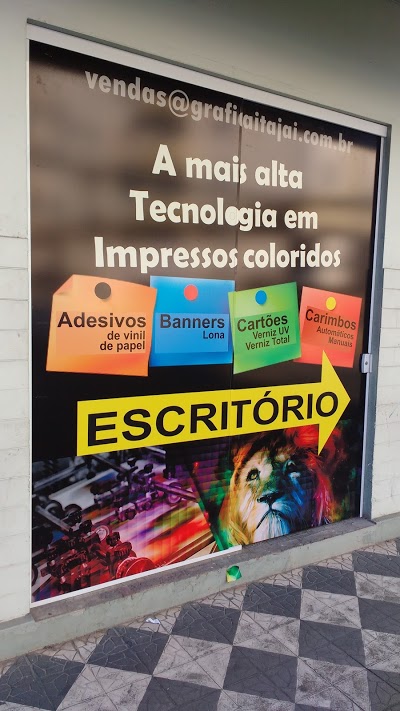 vendas@graficaitajai.com.br
A mais alta
Tecnologia em
Impressos coloridos
Adesivos
de vinil
de papel
Banners
Lona
Cartões
Verniz UV
Verniz Total
Carimbos
Automáticos
Manuais
ESCRITÓRIO